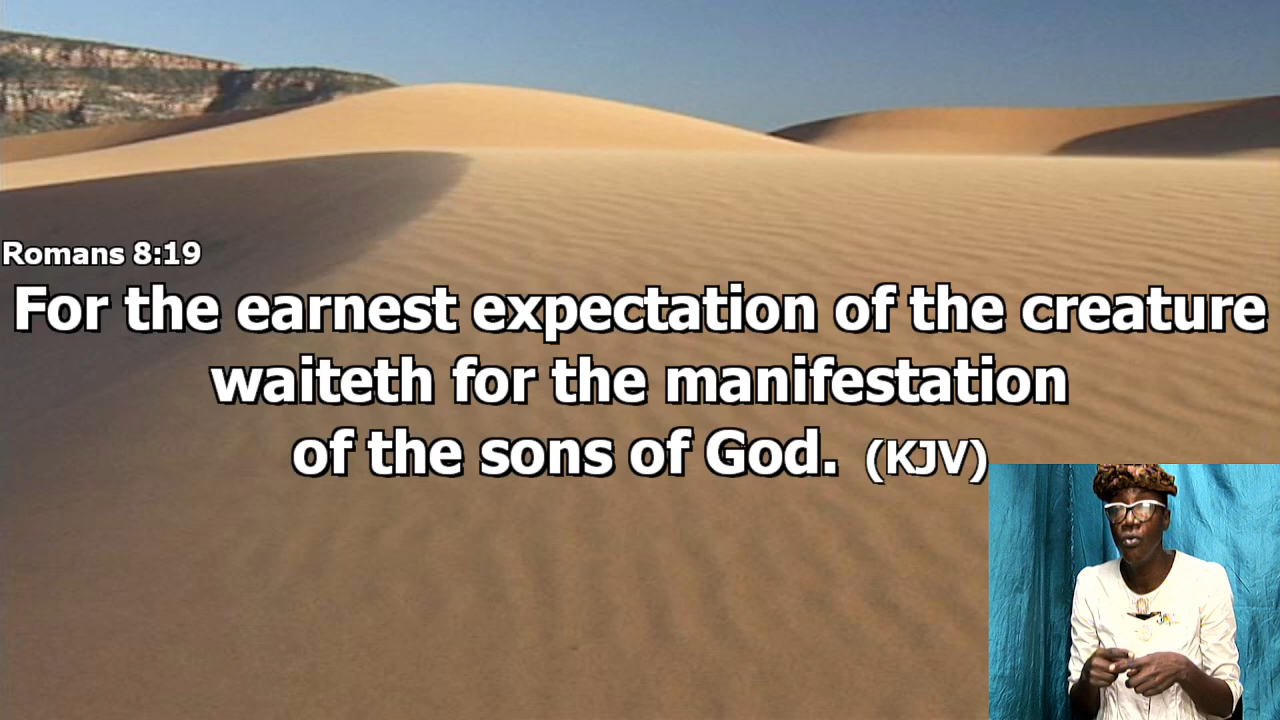 Romans 8:19
For the earnest expectation of the creature
waiteth for the manifestation
of the sons of God. (KJV)